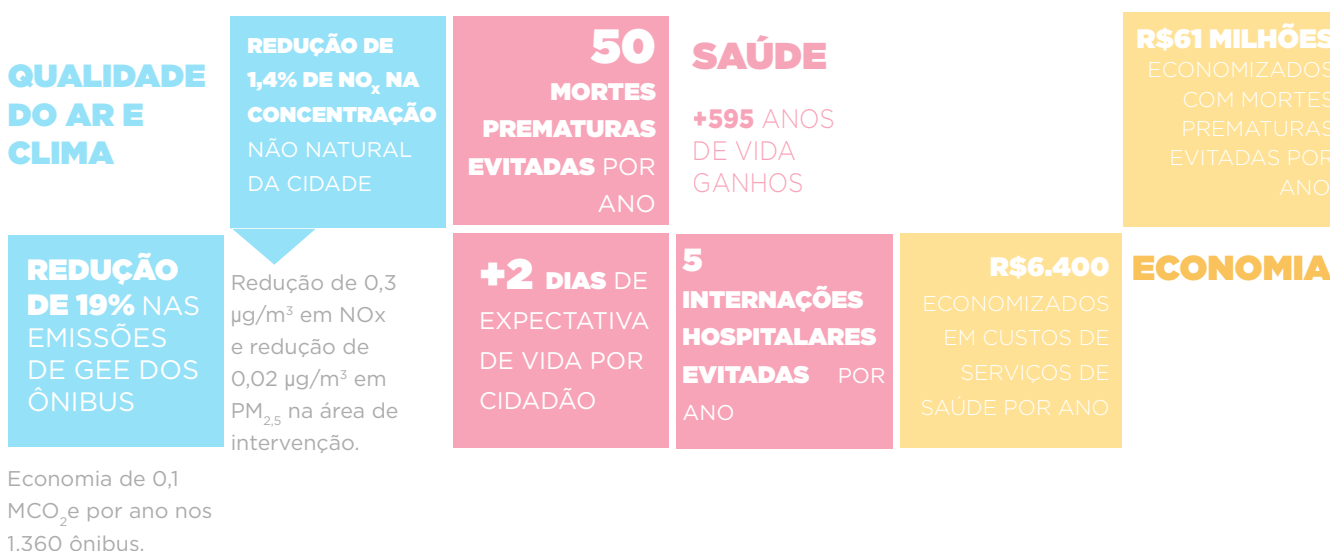 QUALIDADE
DO AR E
CLIMA
REDUÇÃO DE
1,4% DE NOx NA
CONCENTRAÇÃO
NÃO NATURAL
DA CIDADE
50
MORTES
PREMATURAS
EVITADAS POR
ANO
SAÚDE
+595 ANOS
DE VIDA
GANHOS
R$61 MILHÕES
ECONOMIZADOS
COM MORTES
PREMATURAS
EVITADAS POR
ANO
REDUÇÃO
DE 19% NAS
EMISSÕES
DE GEE DOS
ÔNIBUS
Redução de 0,3
µg/m³ em NOx
e redução de
0,02 µg/m³ em
PM2,5 na área de
intervenção.
+2 DIAS DE
EXPECTATIVA
DE VIDA POR
CIDADÃO
5
INTERNAÇÕES
HOSPITALARES
EVITADAS POR
ANO
R$6.400
ECONOMIZADOS
EM CUSTOS DE
SERVIÇOS DE
SAÚDE POR ANO
ECONOMIA
Economia de 0,1
MCO2e por ano nos
1.360 ônibus.